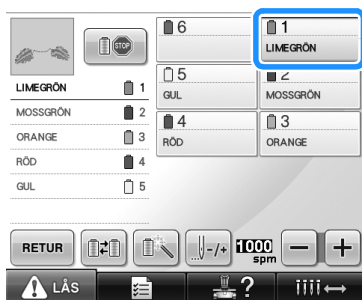 STOP
LIMEGRÖN 1
MOSSGRÖN 2
ORANGE 3
RÖD 4
GUL 5
6
1
LIMEGRÖN
5
GUL
2
MOSSGRÖN
4
RÖD
3
ORANGE
RETUR
-/+
1000
spm
- +
LÅS
?